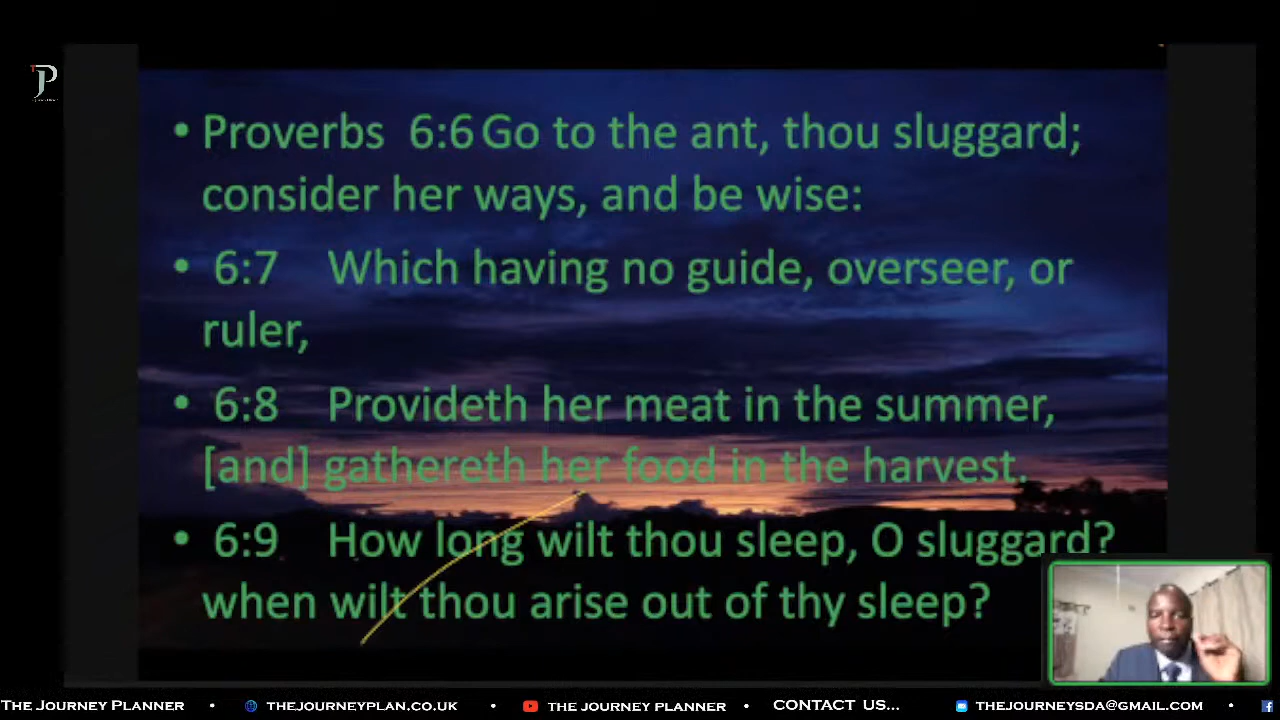 • Proverbs 6:6 Go to the ant, thou sluggard;
consider her ways, and be wise:
• 6:7 Which having no guide, overseer, or
ruler,
• 6:8 Provideth her meat in the summer,
[and] gathereth her food in the harvest.
• 6:9 How long wilt thou sleep, O sluggard?
when wilt thou arise out of thy sleep?
The Journey Planner • thejourneyplan.co.uk • The Journey Planner • Contact us... thejourneysda@gmail.com